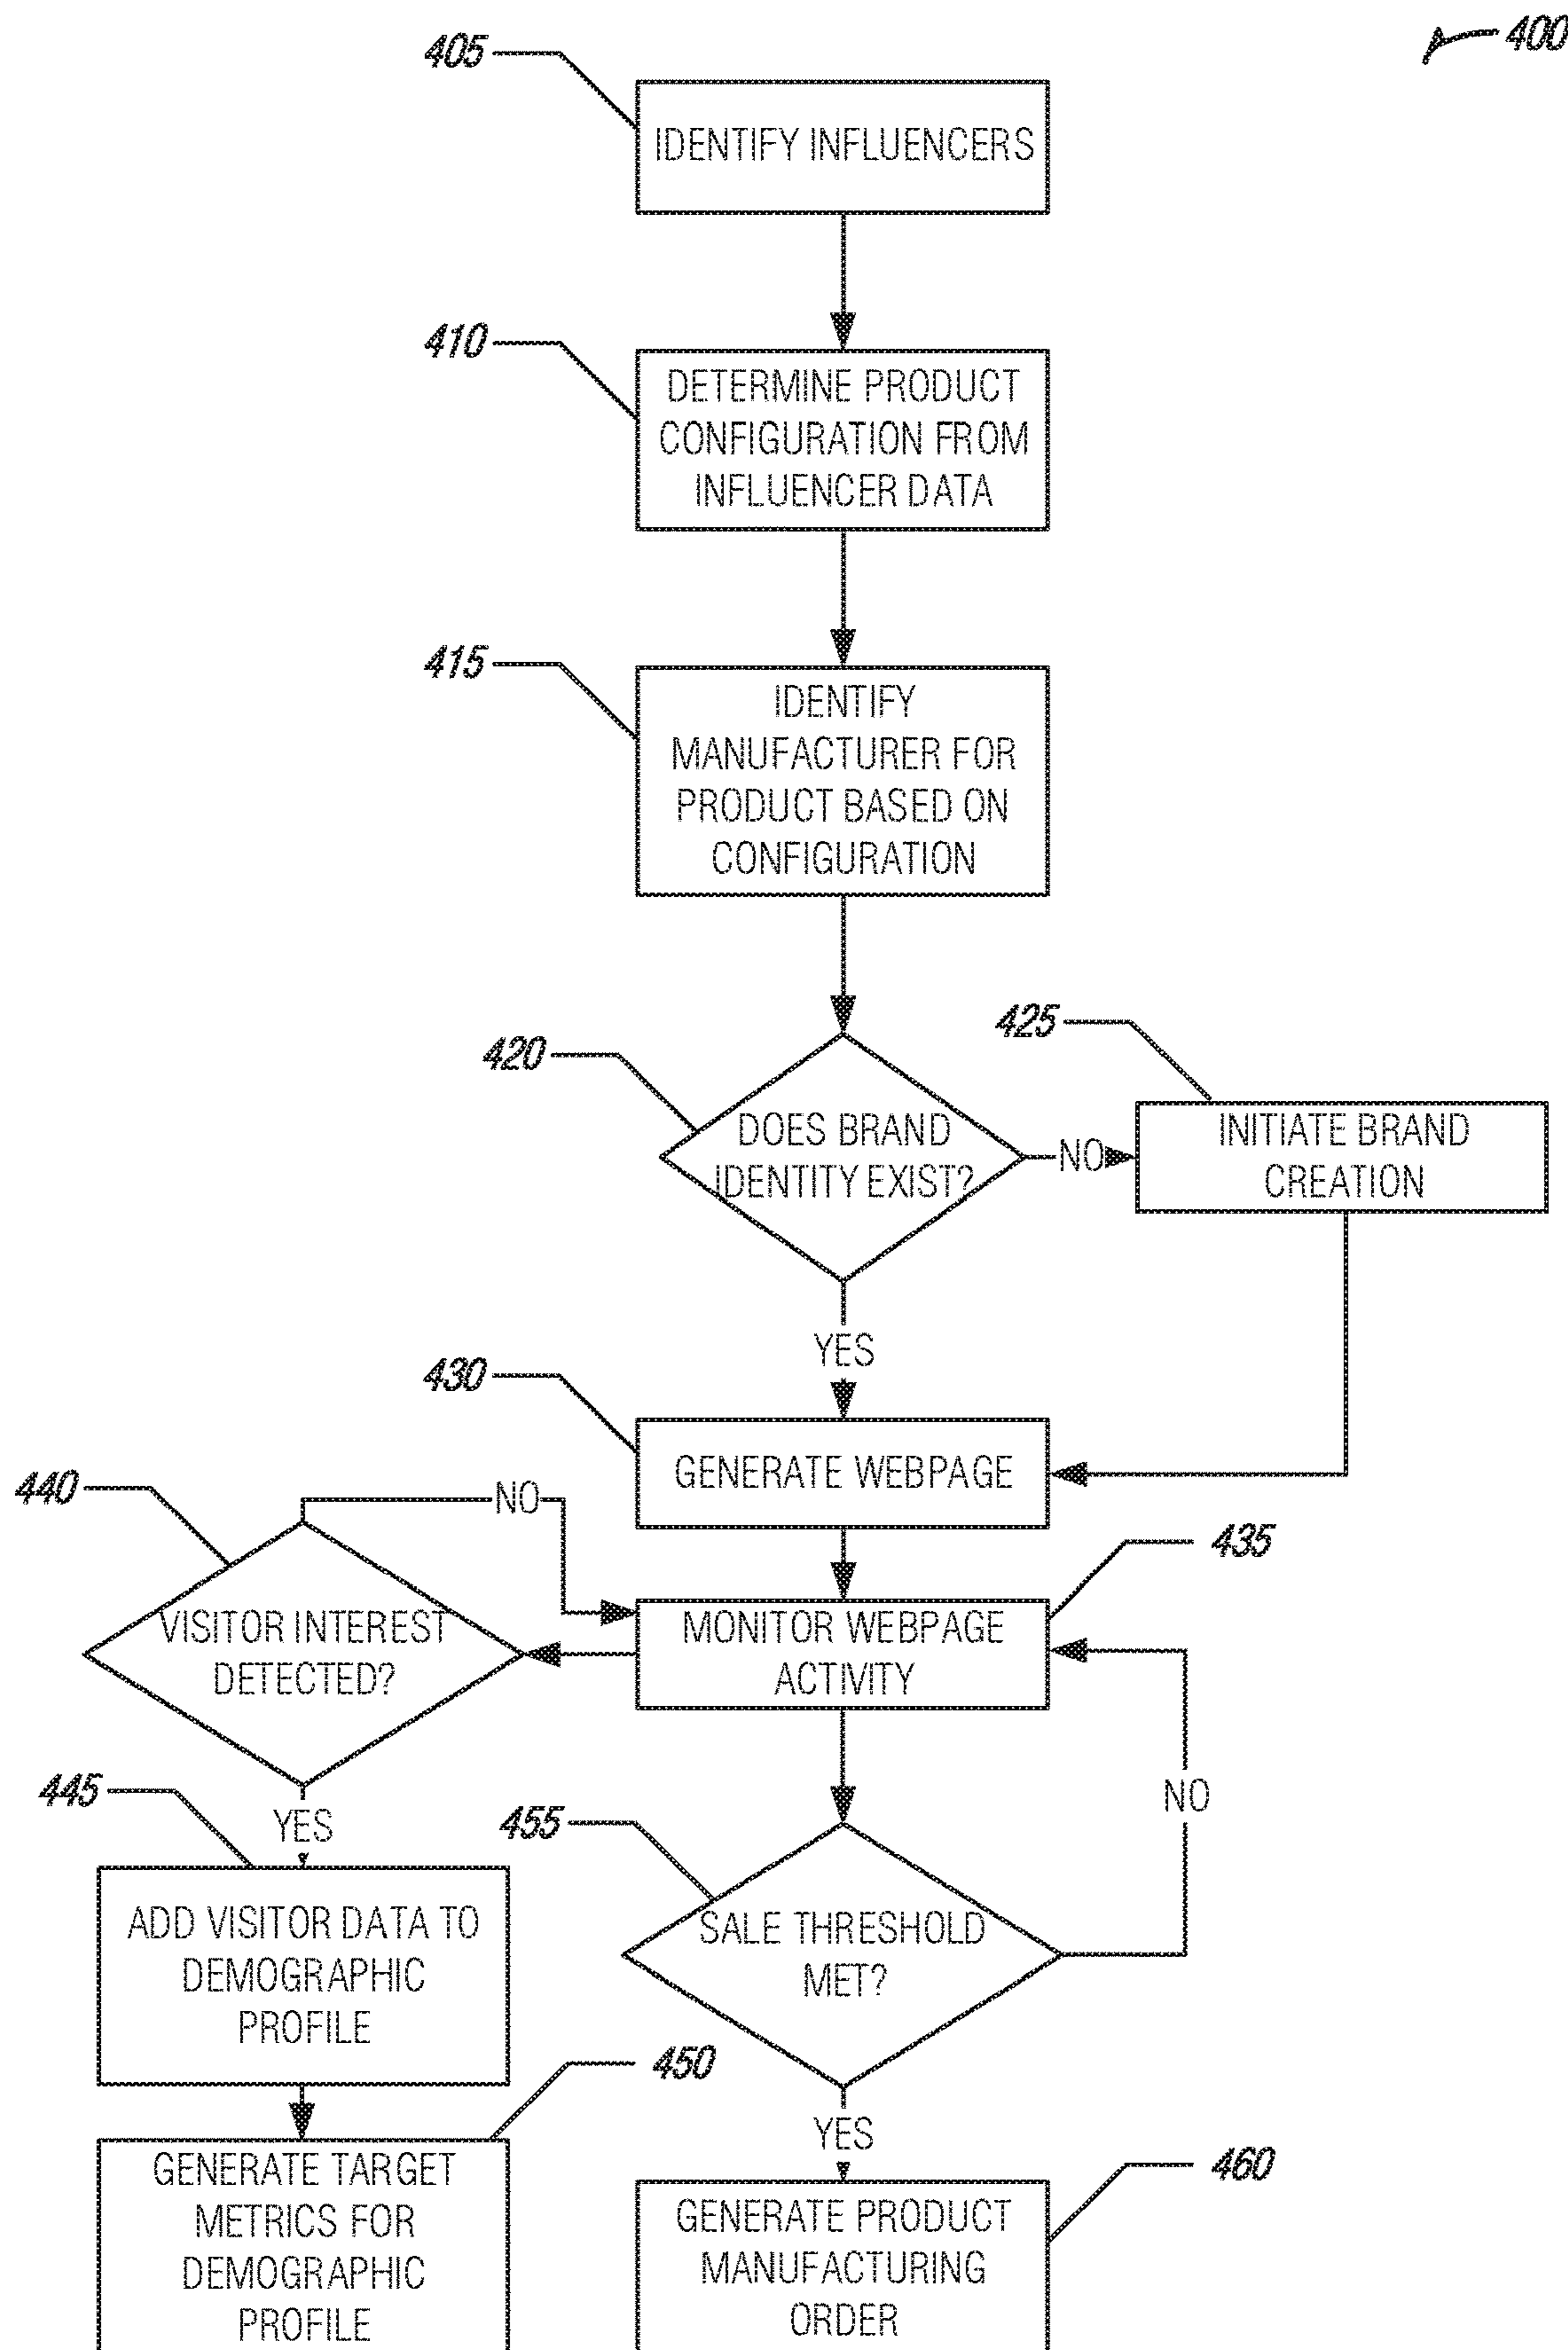 400
405
IDENTIFY INFLUENCERS
410
DETERMINE PRODUCT
CONFIGURATION FROM
INFLUENCER DATA
415
IDENTIFY
MANUFACTURER FOR
PRODUCT BASED ON
CONFIGURATION
420
DOES BRAND
IDENTITY EXIST?
NO
425
INITIATE BRAND
CREATION
YES
430
GENERATE WEBPAGE
435
MONITOR WEBPAGE
ACTIVITY
440
VISITOR INTEREST
DETECTED?
NO
YES
445
ADD VISITOR DATA TO
DEMOGRAPHIC
PROFILE
450
GENERATE TARGET
METRICS FOR
DEMOGRAPHIC
PROFILE
455
SALE THRESHOLD
MET?
NO
YES
460
GENERATE PRODUCT
MANUFACTURING
ORDER